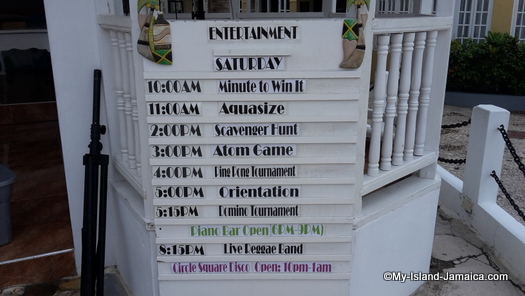 ENTERTAINMENT
SATURDAY
10:00AM Minute to Win It
11:00AM Aquasize
2:00PM Scavenger Hunt
3:00PM Atom Game
4:00PM Ping Pong Tournament
5:00PM Orientation
5:15PM Domino Tournament
Piano Bar Open(6PM-9PM)
8:15PM Live Reggae Band
Circle Square Disco Open: 10pm-1am
©My-Island-Jamaica.com